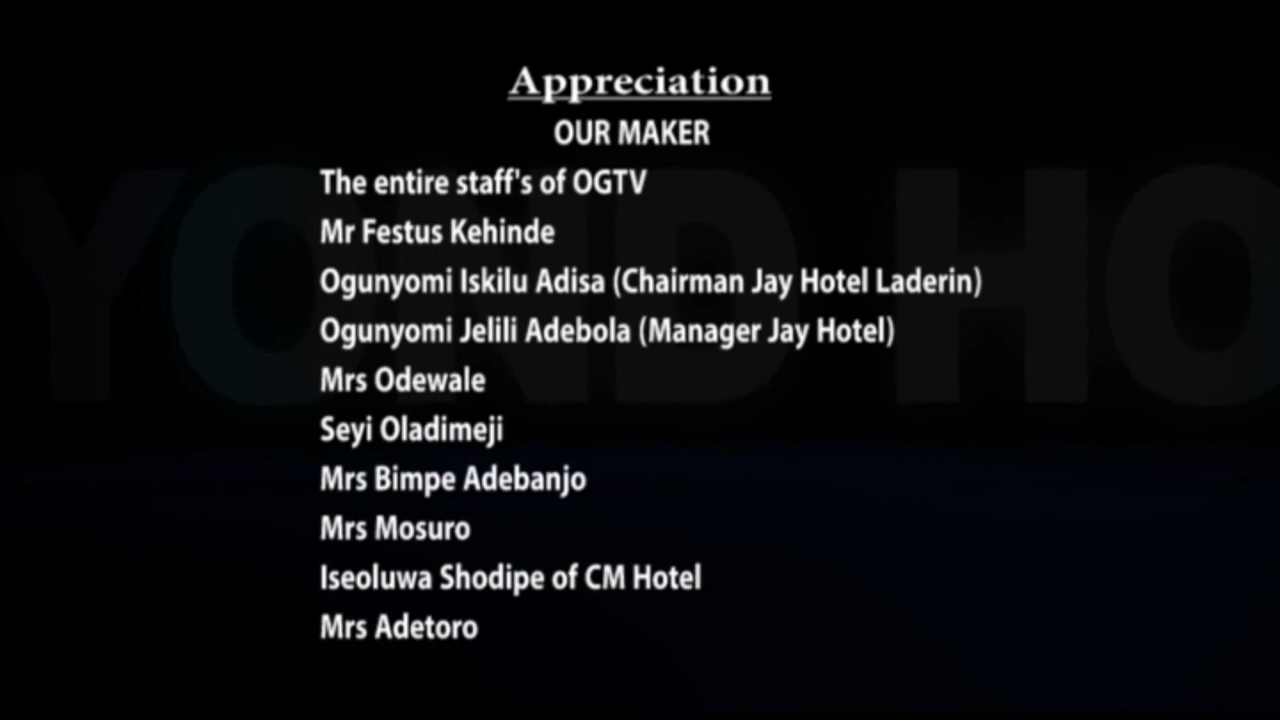 Appreciation
OUR MAKER
The entire staff's of OGTV
Mr Festus Kehinde
Ogunyomi Iskilu Adisa (Chairman Jay Hotel Laderin)
Ogunyomi Jelili Adebola (Manager Jay Hotel)
Mrs Odewale
Seyi Oladimeji
Mrs Bimpe Adebanjo
Mrs Mosuro
Iseoluwa Shodipe of CM Hotel
Mrs Adetoro